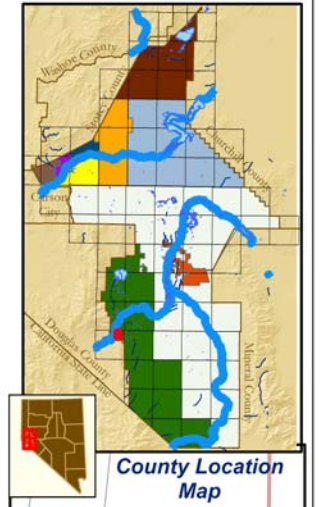 Washoe County
Storey County
Churchill County
Carson
City
Douglas County
California State Line
Mineral County
County Location
Map